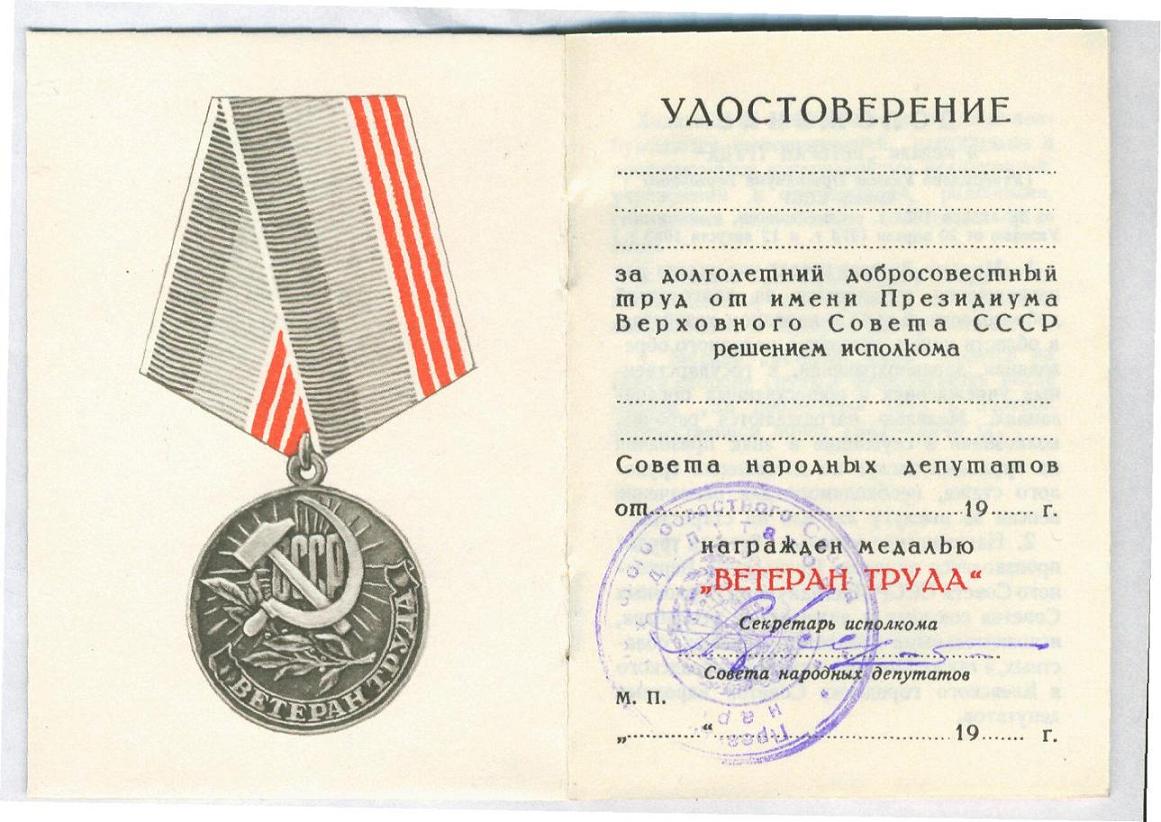 СССР
ВЕТЕРАН ТРУДА
УДОСТОВЕРЕНИЕ
за долголетний добросовестный
труд от имени Президиума
Верховного Совета СССР
решением исполкома
Совета народных депутатов
от 19 г.
награжден медалью
„ВЕТЕРАН ТРУДА“
Секретарь исполкома
Совета народных депутатов
М. П.
„ “ 19 г.